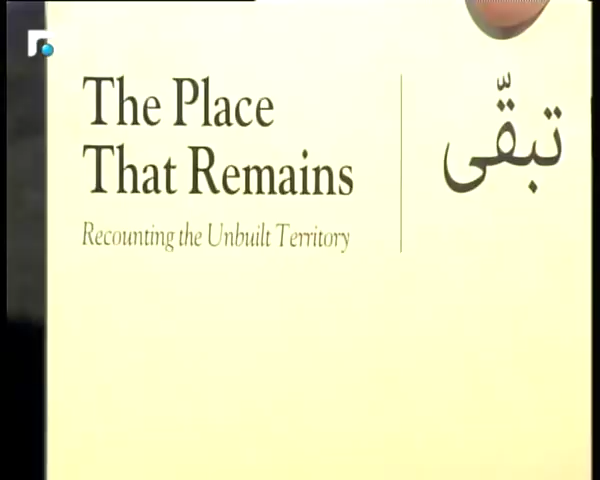 The Place
That Remains
Recounting the Unbuilt Territory
تبقّى